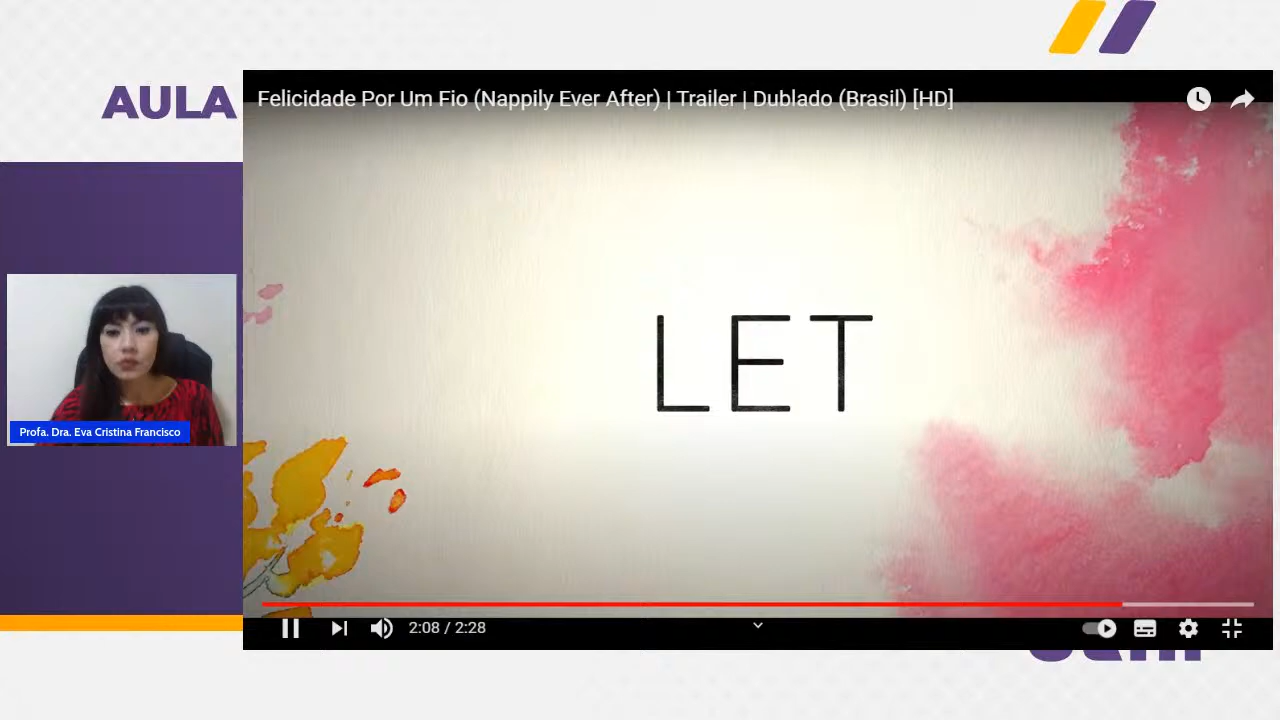 AULA
Felicidade Por Um Fio (Nappily Ever After) | Trailer | Dublado (Brasil) [HD]
LET
Profa. Dra. Eva Cristina Francisco
2:08 / 2:28